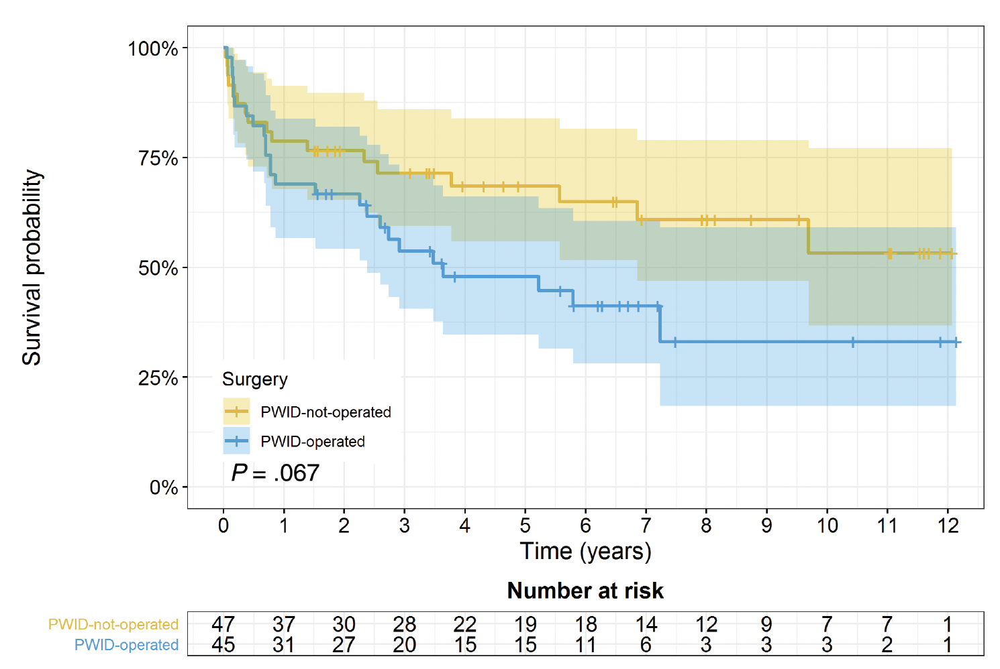 100%
75%
50%
25%
0%
Survival probability
Surgery
PWID-not-operated
PWID-operated
P = .067
0 1 2 3 4 5 6 7 8 9 10 11 12
Time (years)
Number at risk
PWID-not-operated 47 37 30 28 22 19 18 14 12 9 7 7 1
PWID-operated 45 31 27 20 15 15 11 6 3 3 3 2 1